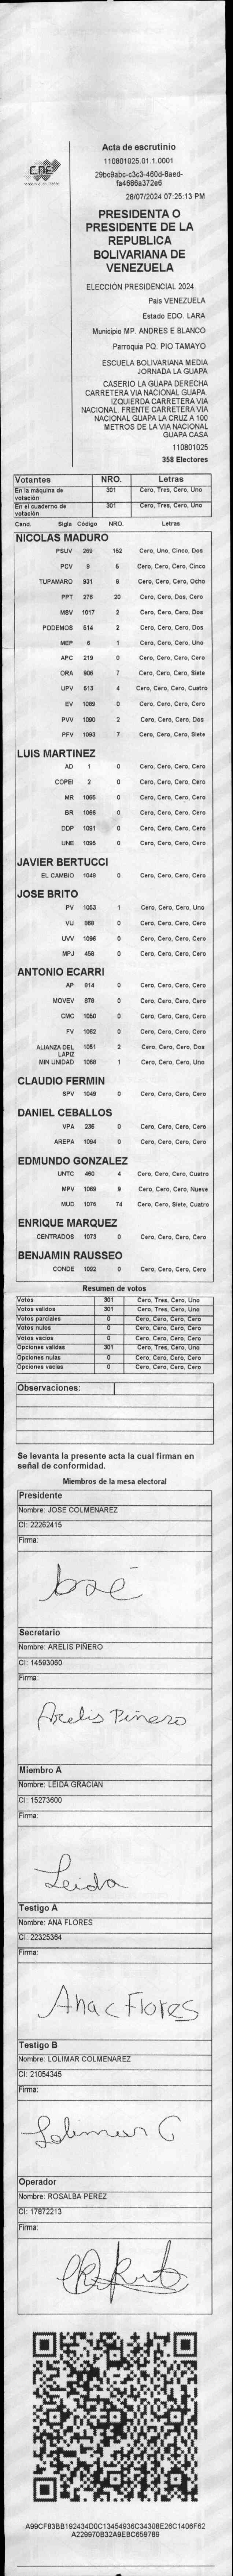 CNE
Acta de escrutinio
110801025.01.1.0001
29bc9abc-c3c3-460d-8aed-
fa4686a372e6
28/07/2024 07:25:13 PM
PRESIDENTA O
PRESIDENTE DE LA
REPUBLICA
BOLIVARIANA DE
VENEZUELA
ELECCIÓN PRESIDENCIAL 2024
Pais VENEZUELA
Estado EDO. LARA
Municipio MP. ANDRES E BLANCO
Parroquia PQ. PIO TAMAYO
ESCUELA BOLIVARIANA MEDIA
JORNADA LA GUAPA
CASERIO LA GUAPA DERECHA
CARRETERA VIA NACIONAL GUAPA.
IZQUIERDA CARRETERA VIA
NACIONAL. FRENTE CARRETERA VIA
NACIONAL GUAPA LA CRUZ A 100
METROS DE LA VIA NACIONAL
GUAPA CASA
110801025
358 Electores
Votantes NRO. Letras
En la máquina de votación 301 Cero, Tres, Cero, Uno
En el cuaderno de votación 301 Cero, Tres, Cero, Uno
Cand. Sigla Código NRO. Letras
NICOLAS MADURO
PSUV 269 152 Cero, Uno, Cinco, Dos
PCV 9 5 Cero, Cero, Cero, Cinco
TUPAMARO 931 8 Cero, Cero, Cero, Ocho
PPT 276 20 Cero, Cero, Dos, Cero
MSV 1017 2 Cero, Cero, Cero, Dos
PODEMOS 514 2 Cero, Cero, Cero, Dos
MEP 6 1 Cero, Cero, Cero, Uno
APC 219 0 Cero, Cero, Cero, Cero
ORA 906 7 Cero, Cero, Cero, Siete
UPV 613 4 Cero, Cero, Cero, Cuatro
EV 1089 0 Cero, Cero, Cero, Cero
PVV 1090 2 Cero, Cero, Cero, Dos
PFV 1093 7 Cero, Cero, Cero, Siete
LUIS MARTINEZ
AD 1 0 Cero, Cero, Cero, Cero
COPEI 2 0 Cero, Cero, Cero, Cero
MR 1065 0 Cero, Cero, Cero, Cero
BR 1066 0 Cero, Cero, Cero, Cero
DDP 1091 0 Cero, Cero, Cero, Cero
UNE 1095 0 Cero, Cero, Cero, Cero
JAVIER BERTUCCI
EL CAMBIO 1048 0 Cero, Cero, Cero, Cero
JOSE BRITO
PV 1053 1 Cero, Cero, Cero, Uno
VU 868 0 Cero, Cero, Cero, Cero
UVV 1096 0 Cero, Cero, Cero, Cero
MPJ 458 0 Cero, Cero, Cero, Cero
ANTONIO ECARRI
AP 814 0 Cero, Cero, Cero, Cero
MOVEV 878 0 Cero, Cero, Cero, Cero
CMC 1050 0 Cero, Cero, Cero, Cero
FV 1052 0 Cero, Cero, Cero, Cero
ALIANZA DEL LAPIZ 1051 2 Cero, Cero, Cero, Dos
MIN UNIDAD 1068 1 Cero, Cero, Cero, Uno
CLAUDIO FERMIN
SPV 1049 0 Cero, Cero, Cero, Cero
DANIEL CEBALLOS
VPA 236 0 Cero, Cero, Cero, Cero
AREPA 1094 0 Cero, Cero, Cero, Cero
EDMUNDO GONZALEZ
UNTC 460 4 Cero, Cero, Cero, Cuatro
MPV 1069 9 Cero, Cero, Cero, Nueve
MUD 1075 74 Cero, Cero, Siete, Cuatro
ENRIQUE MARQUEZ
CENTRADOS 1073 0 Cero, Cero, Cero, Cero
BENJAMIN RAUSSEO
CONDE 1092 0 Cero, Cero, Cero, Cero
Resumen de votos
Votos 301 Cero, Tres, Cero, Uno
Votos validos 301 Cero, Tres, Cero, Uno
Votos parciales 0 Cero, Cero, Cero, Cero
Votos nulos 0 Cero, Cero, Cero, Cero
Votos vacios 0 Cero, Cero, Cero, Cero
Opciones validas 301 Cero, Tres, Cero, Uno
Opciones nulas 0 Cero, Cero, Cero, Cero
Opciones vacias 0 Cero, Cero, Cero, Cero
Observaciones:
Se levanta la presente acta la cual firman en
señal de conformidad.
Miembros de la mesa electoral
Presidente
Nombre: JOSE COLMENAREZ
CI: 22262415
Firma:
José
Secretario
Nombre: ARELIS PIÑERO
CI: 14593060
Firma:
Arelis Piñero
Miembro A
Nombre: LEIDA GRACIAN
CI: 15273600
Firma:
Leida
Testigo A
Nombre: ANA FLORES
CI: 22325364
Firma:
Ana c Flores
Testigo B
Nombre: LOLIMAR COLMENAREZ
CI: 21054345
Firma:
Lolimar C
Operador
Nombre: ROSALBA PEREZ
CI: 17872213
Firma:
A99CFB3BB192434D0C13454936C34308E26C1406F62
A229970B32A9EBC659789